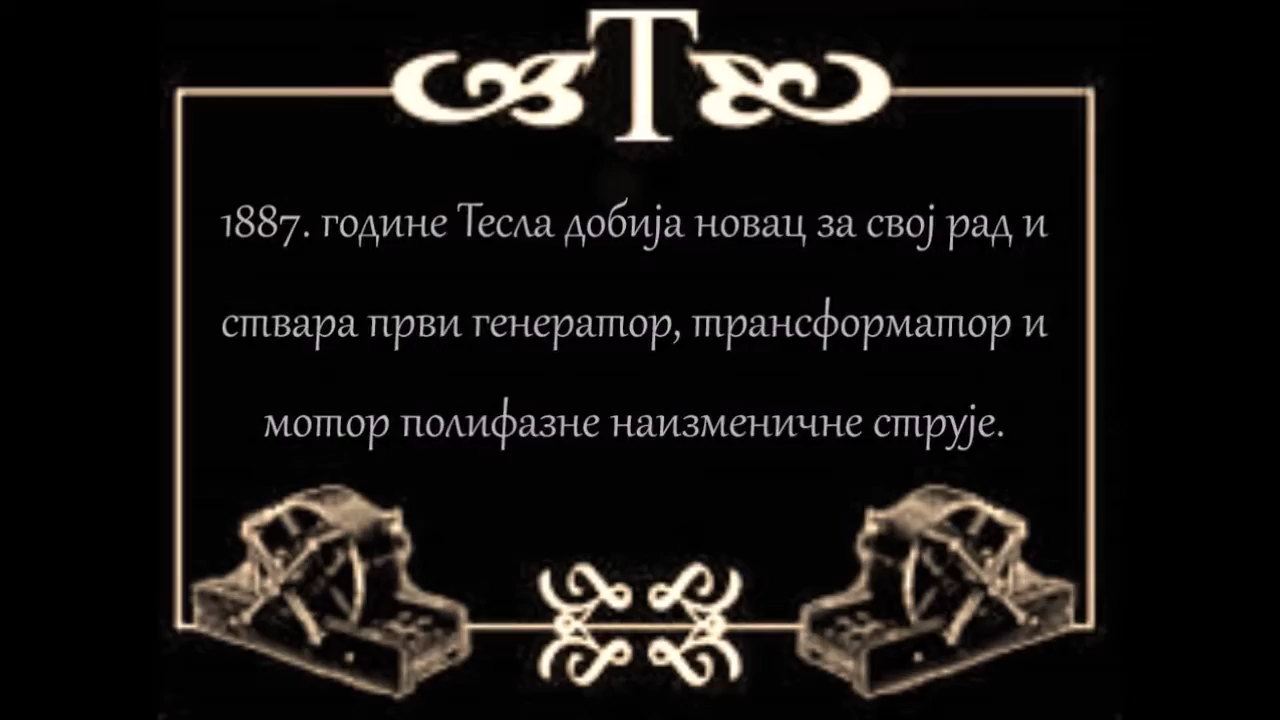 Т
1887. године Тесла добија новац за свој рад и
ствара први генератор, трансформатор и
мотор полифазне наизменичне струје.